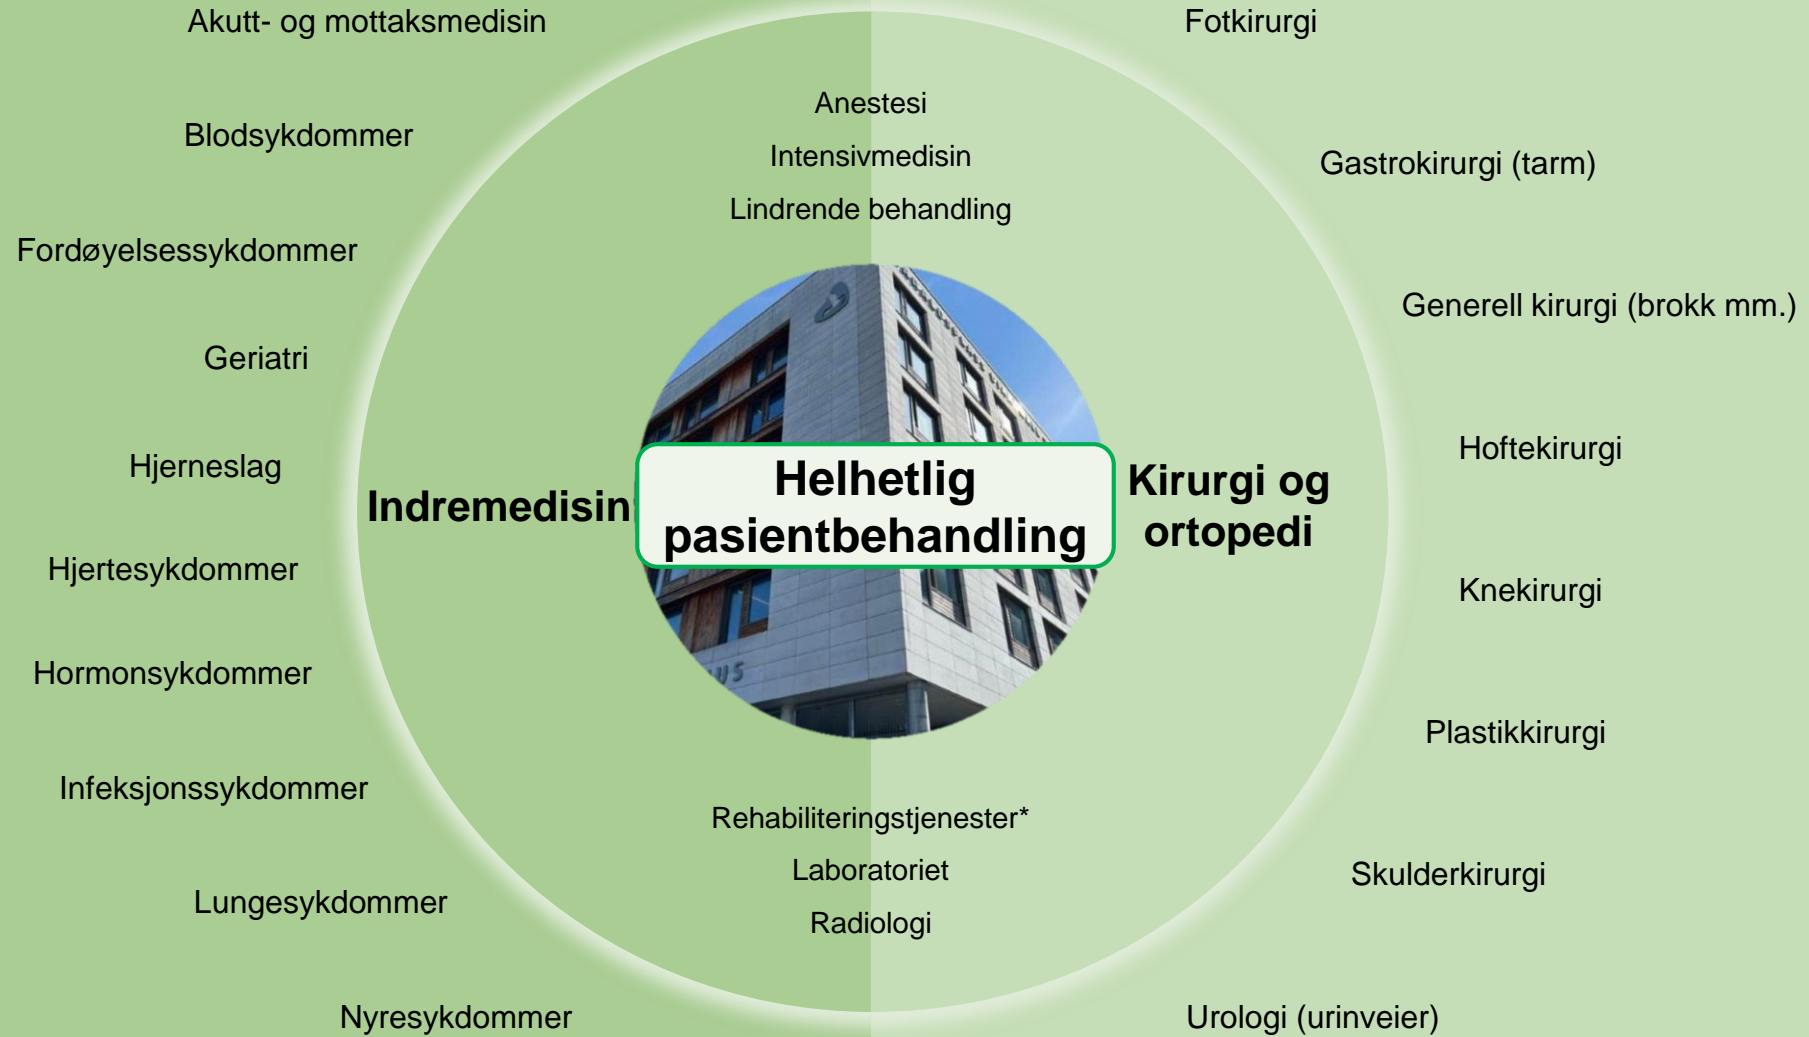 Akutt- og mottaksmedisin
Blodsykdommer
Fordøyelsessykdommer
Geriatri
Hjerneslag
Hjertesykdommer
Hormonsykdommer
Infeksjonssykdommer
Lungesykdommer
Nyresykdommer
Indremedisin
Anestesi
Intensivmedisin
Lindrende behandling
Helhetlig
pasientbehandling
Rehabiliteringstjenester*
Laboratoriet
Radiologi
Kirurgi og
ortopedi
Fotkirurgi
Gastrokirurgi (tarm)
Generell kirurgi (brokk mm.)
Hoftekirurgi
Knekirurgi
Plastikkirurgi
Skulderkirurgi
Urologi (urinveier)